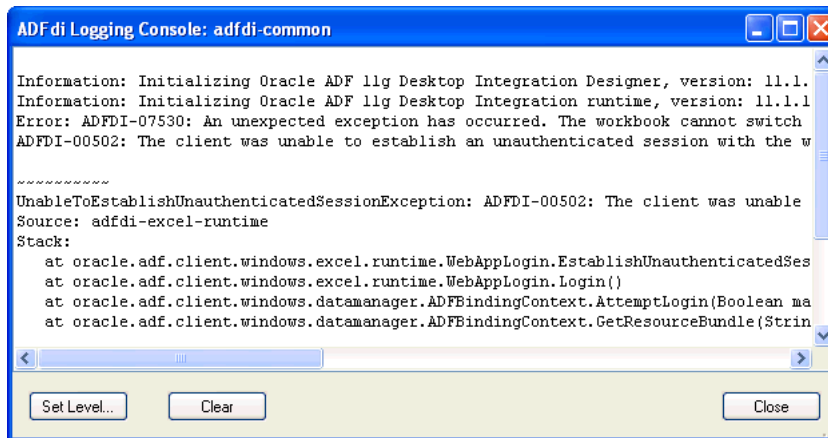 ADFdi Logging Console: adfdi-common
Information: Initializing Oracle ADF 11g Desktop Integration Designer, version: 11.1.
Information: Initializing Oracle ADF 11g Desktop Integration runtime, version: 11.1.1
Error: ADFDI-07530: An unexpected exception has occurred. The workbook cannot switch
ADFDI-00502: The client was unable to establish an unauthenticated session with the w
~~~~~~~~~~
UnableToEstablishUnauthenticatedSessionException: ADFDI-00502: The client was unable
Source: adfdi-excel-runtime
Stack:
at oracle.adf.client.windows.excel.runtime.WebAppLogin.EstablishUnauthenticatedSes
at oracle.adf.client.windows.excel.runtime.WebAppLogin.Login()
at oracle.adf.client.windows.datamanager.ADFBindingContext.AttemptLogin(Boolean ma
at oracle.adf.client.windows.datamanager.ADFBindingContext.GetResourceBundle(Strin
Set Level... Clear Close